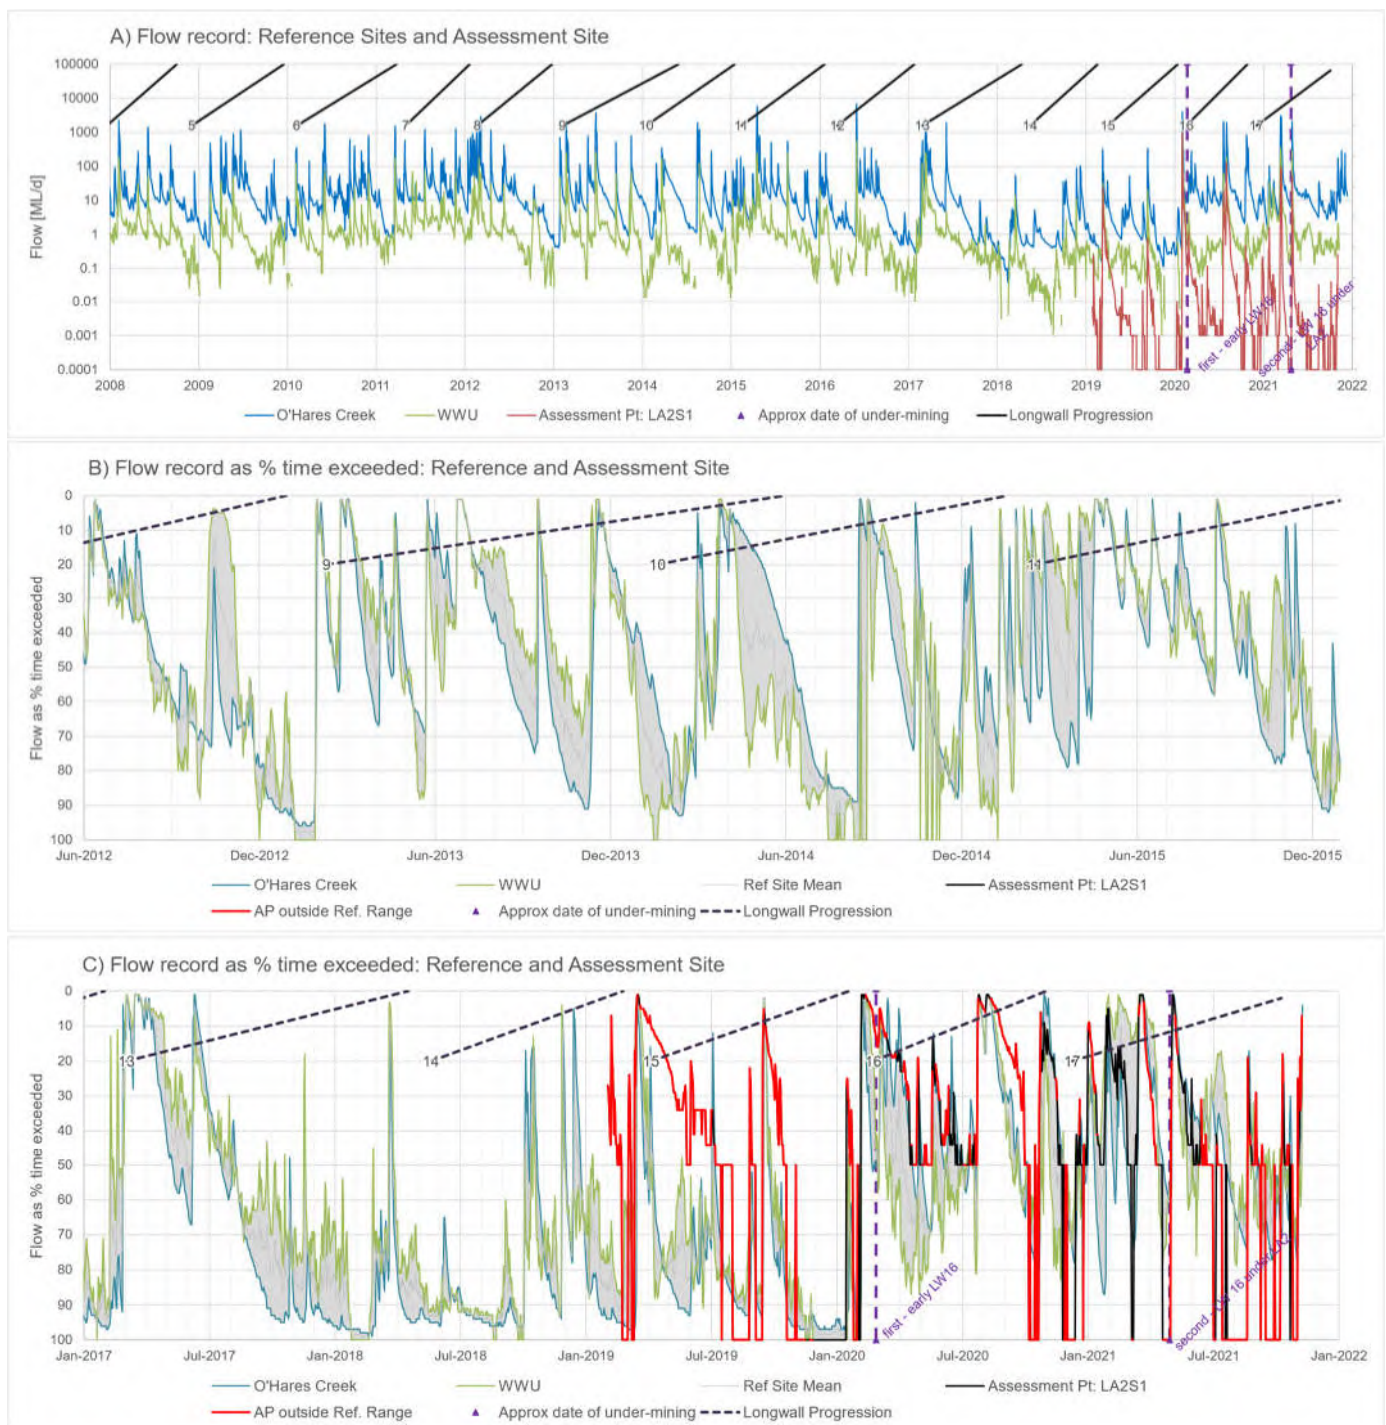 A) Flow record: Reference Sites and Assessment Site
Flow [ML/d]
100000
10000
1000
100
10
1
0.1
0.01
0.001
0.0001
5
6
7
8
9
10
11
12
13
14
15
16
17
first - early LW16
second - LW 16 under LA2
2008 2009 2010 2011 2012 2013 2014 2015 2016 2017 2018 2019 2020 2021 2022
O'Hares Creek WWU Assessment Pt: LA2S1 Approx date of under-mining Longwall Progression
B) Flow record as % time exceeded: Reference and Assessment Site
Flow as % time exceeded
0
10
20
30
40
50
60
70
80
90
100
9
10
11
Jun-2012 Dec-2012 Jun-2013 Dec-2013 Jun-2014 Dec-2014 Jun-2015 Dec-2015
O'Hares Creek WWU Ref Site Mean Assessment Pt: LA2S1
AP outside Ref. Range Approx date of under-mining Longwall Progression
C) Flow record as % time exceeded: Reference and Assessment Site
Flow as % time exceeded
0
10
20
30
40
50
60
70
80
90
100
13
14
15
16
17
first - early LW16
second - LW 16 under LA2
Jan-2017 Jul-2017 Jan-2018 Jul-2018 Jan-2019 Jul-2019 Jan-2020 Jul-2020 Jan-2021 Jul-2021 Jan-2022
O'Hares Creek WWU Ref Site Mean Assessment Pt: LA2S1
AP outside Ref. Range Approx date of under-mining Longwall Progression